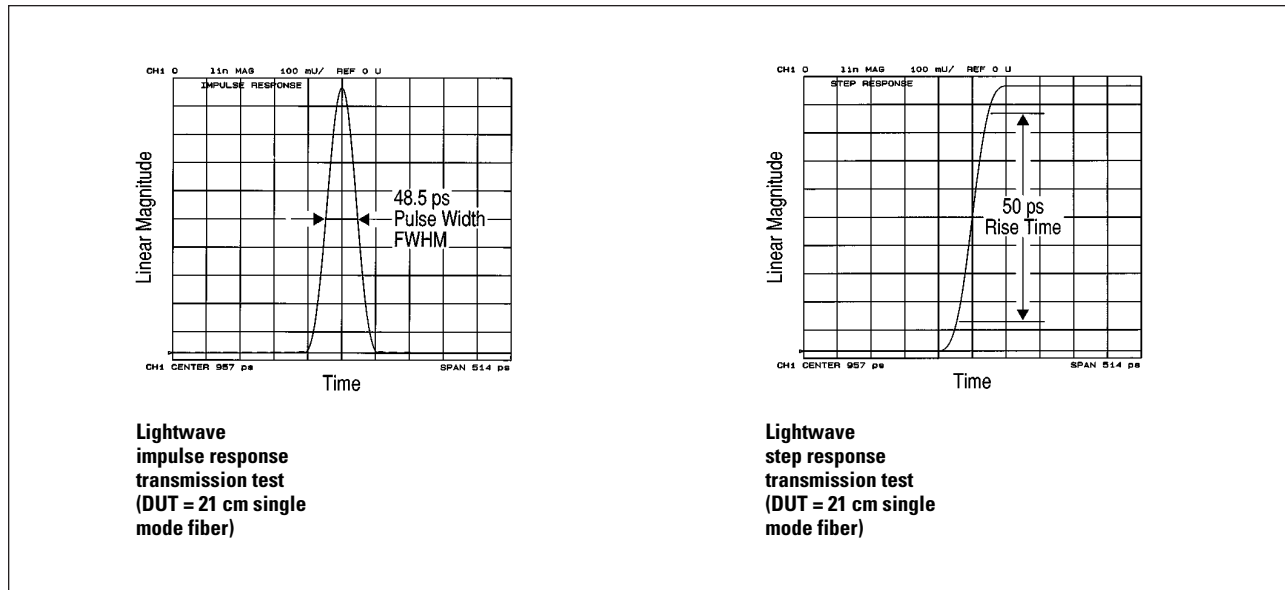 CH1 0 lin MAG 100 mU/ REF 0 U
IMPULSE RESPONSE
Linear Magnitude
48.5 ps
Pulse Width
FWHM
CH1 CENTER 957 ps SPAN 514 ps
Time
Lightwave
impulse response
transmission test
(DUT = 21 cm single
mode fiber)
CH1 0 lin MAG 100 mU/ REF 0 U
STEP RESPONSE
Linear Magnitude
50 ps
Rise Time
CH1 CENTER 957 ps SPAN 514 ps
Time
Lightwave
step response
transmission test
(DUT = 21 cm single
mode fiber)